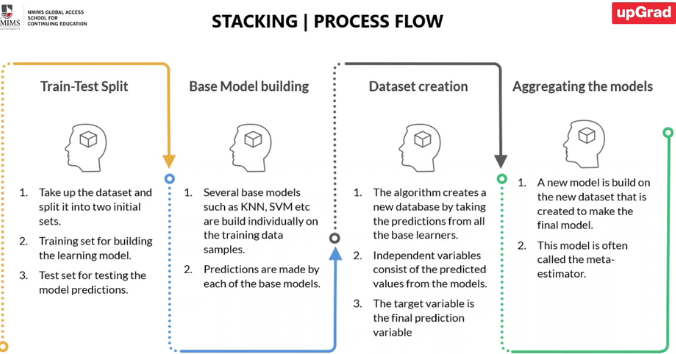 NMIMS
NMIMS GLOBAL ACCESS
SCHOOL FOR
CONTINUING EDUCATION
STACKING | PROCESS FLOW
upGrad
Train-Test Split
1. Take up the dataset and
split it into two initial
sets.
2. Training set for building
the learning model.
3. Test set for testing the
model predictions.
Base Model building
1. Several base models
such as KNN, SVM etc
are build individually on
the training data
samples.
2. Predictions are made by
each of the base models.
Dataset creation
1. The algorithm creates a
new database by taking
the predictions from all
the base learners.
2. Independent variables
consist of the predicted
values from the models.
3. The target variable is
the final prediction
variable
Aggregating the models
1. A new model is build on
the new dataset that is
created to make the
final model.
2. This model is often
called the meta-
estimator.